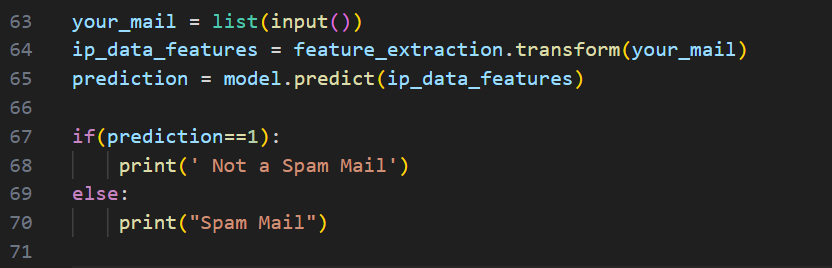 63 your_mail = list(input())
64 ip_data_features = feature_extraction.transform(your_mail)
65 prediction = model.predict(ip_data_features)
66
67 if(prediction==1):
68     print(' Not a Spam Mail')
69 else:
70     print("Spam Mail")
71